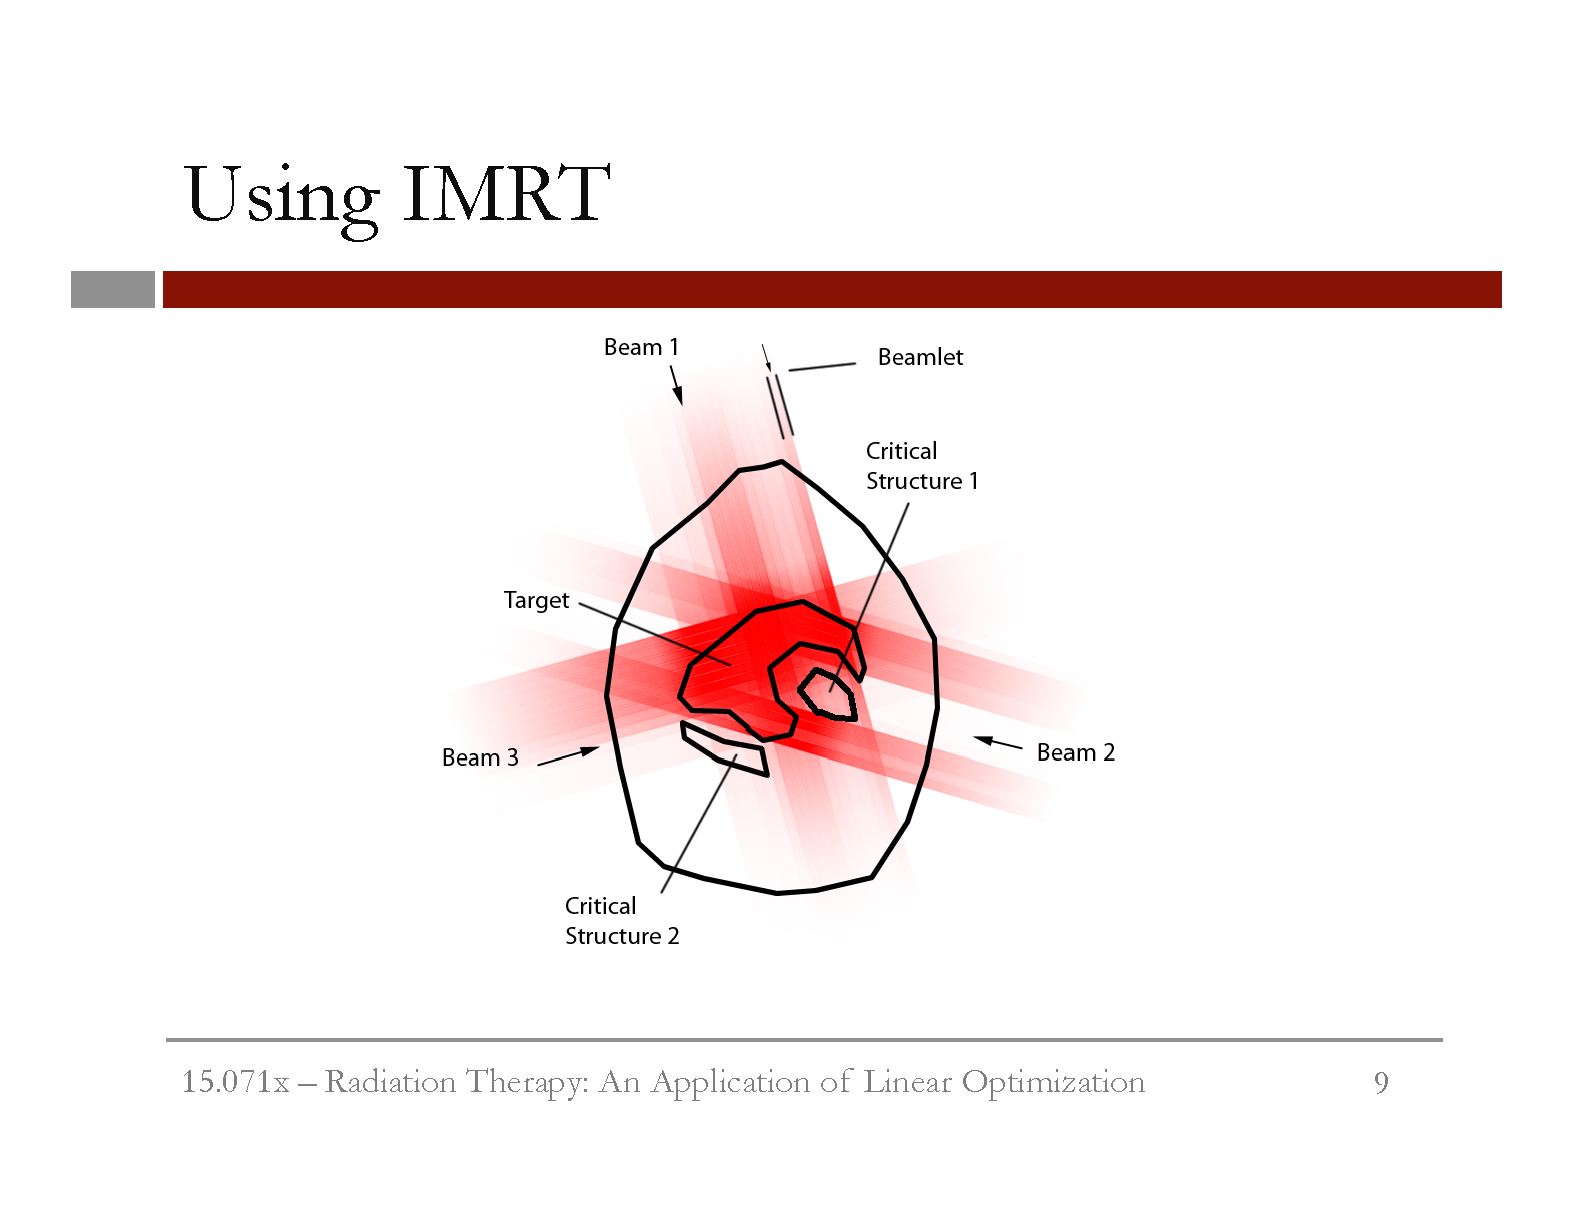 Using IMRT
Beam 1
Beamlet
Critical
Structure 1
Target
Beam 3
Beam 2
Critical
Structure 2
15.071x – Radiation Therapy: An Application of Linear Optimization
9